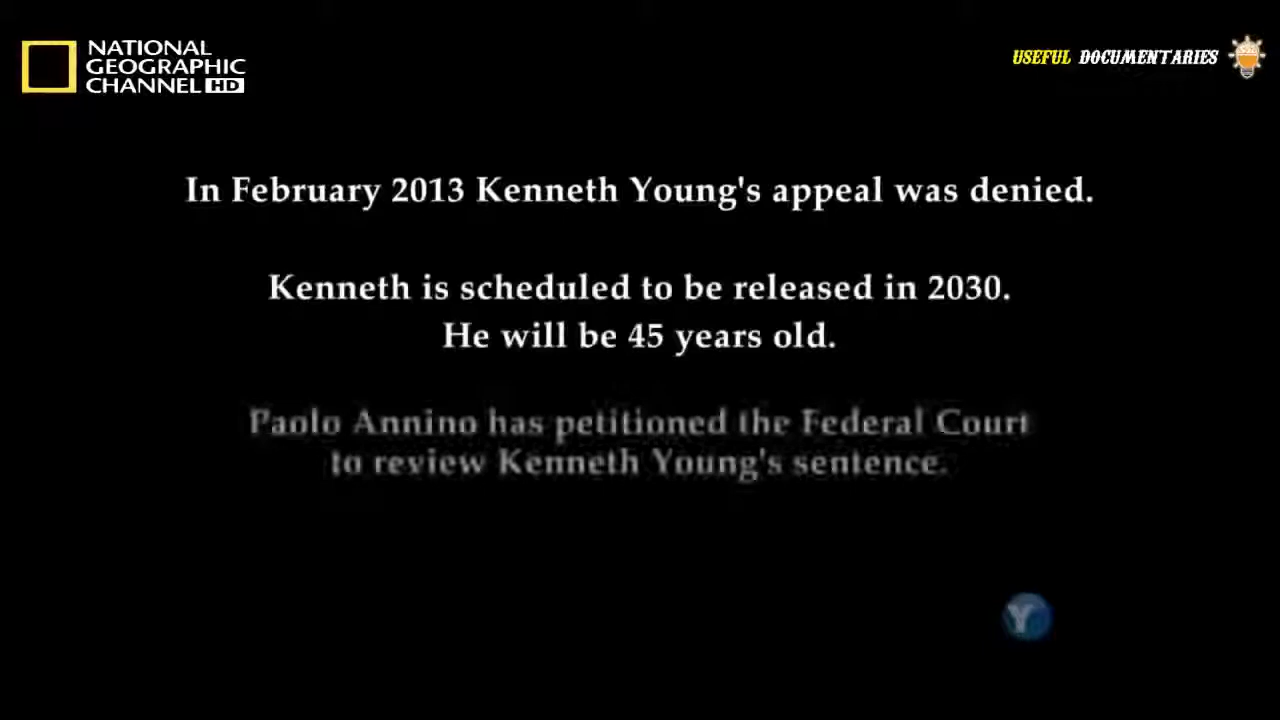 NATIONAL
GEOGRAPHIC
CHANNEL HD
USEFUL DOCUMENTARIES
In February 2013 Kenneth Young's appeal was denied.
Kenneth is scheduled to be released in 2030.
He will be 45 years old.
Paolo Annino has petitioned the Federal Court
to review Kenneth Young's sentence.
Y